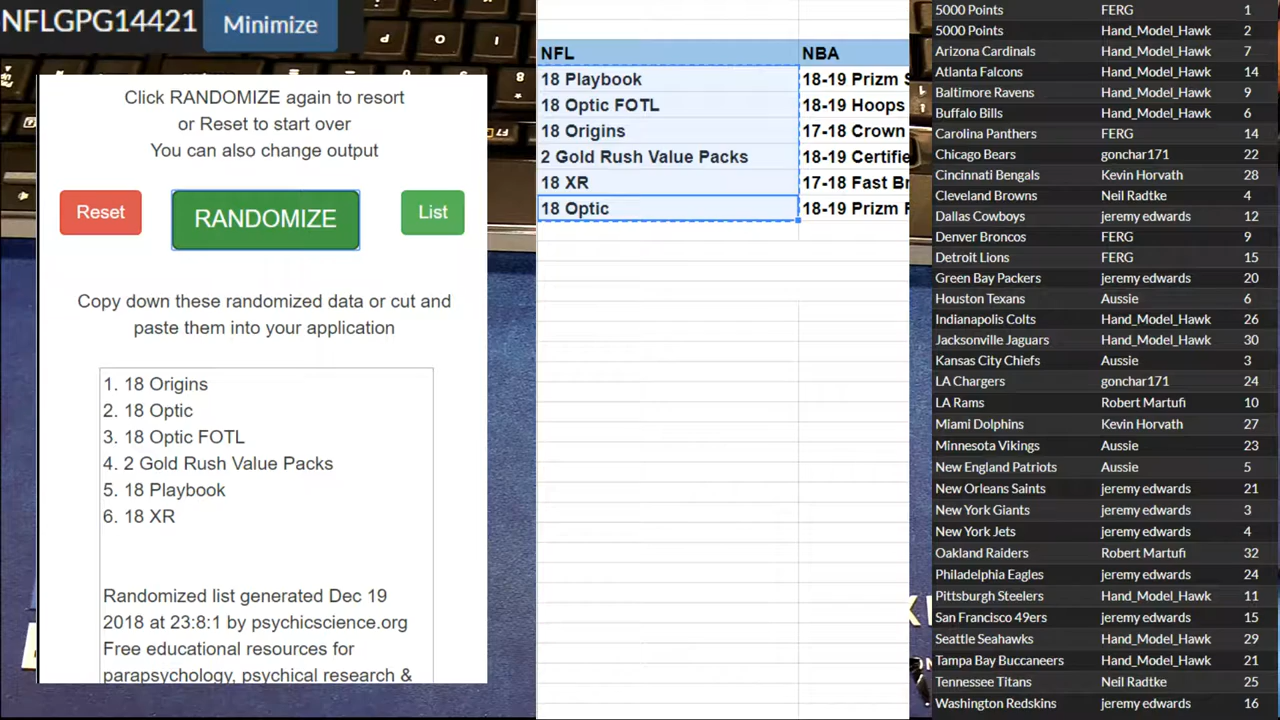 NFLGPG14421
Minimize
Click RANDOMIZE again to resort
or Reset to start over
You can also change output
Reset
RANDOMIZE
List
Copy down these randomized data or cut and
paste them into your application
1. 18 Origins
2. 18 Optic
3. 18 Optic FOTL
4. 2 Gold Rush Value Packs
5. 18 Playbook
6. 18 XR
Randomized list generated Dec 19
2018 at 23:8:1 by psychicscience.org
Free educational resources for
parapsychology, psychical research &
NFL NBA
18 Playbook 18-19 Prizm
18 Optic FOTL 18-19 Hoops
18 Origins 17-18 Crown
2 Gold Rush Value Packs 18-19
18 XR 17-18 Fast
18 Optic 18-19 Prizm
5000 Points FERG 1
5000 Points Hand_Model_Hawk 2
Arizona Cardinals Hand_Model_Hawk 7
Atlanta Falcons Hand_Model_Hawk 14
Baltimore Ravens Hand_Model_Hawk 9
Buffalo Bills Hand_Model_Hawk 6
Carolina Panthers FERG 14
Chicago Bears gonchar171 22
Cincinnati Bengals Kevin Horvath 28
Cleveland Browns Neil Radtke 4
Dallas Cowboys jeremy edwards 12
Denver Broncos FERG 9
Detroit Lions FERG 15
Green Bay Packers jeremy edwards 20
Houston Texans Aussie 6
Indianapolis Colts Hand_Model_Hawk 26
Jacksonville Jaguars Hand_Model_Hawk 30
Kansas City Chiefs Aussie 3
LA Chargers gonchar171 24
LA Rams Robert Martufi 10
Miami Dolphins Kevin Horvath 27
Minnesota Vikings Aussie 23
New England Patriots Aussie 5
New Orleans Saints jeremy edwards 21
New York Giants jeremy edwards 3
New York Jets jeremy edwards 4
Oakland Raiders Robert Martufi 32
Philadelphia Eagles jeremy edwards 24
Pittsburgh Steelers Hand_Model_Hawk 11
San Francisco 49ers jeremy edwards 15
Seattle Seahawks Hand_Model_Hawk 29
Tampa Bay Buccaneers Hand_Model_Hawk 21
Tennessee Titans Neil Radtke 25
Washington Redskins jeremy edwards 16